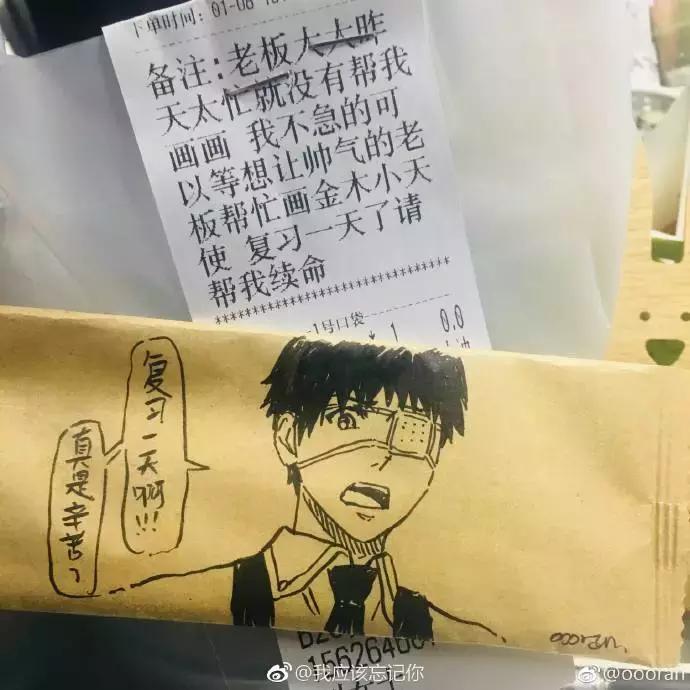 下单时间: 01-08
备注:老板大大昨
天太忙就没有帮我
画画 我不急的可
以等想让帅气的老
板帮忙画金木小天
使 复习一天了请
帮我续命
********************************
1号口袋
1
0.0
复习一天啊!!!
真是辛苦了
oooran.
@我应该忘记你
@oooran